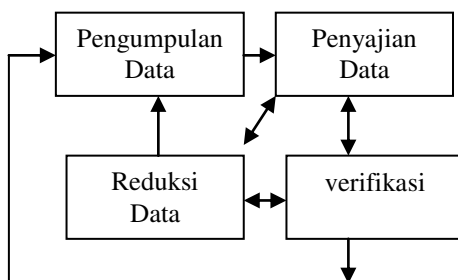 Pengumpulan
Data
Penyajian
Data
Reduksi
Data
verifikasi